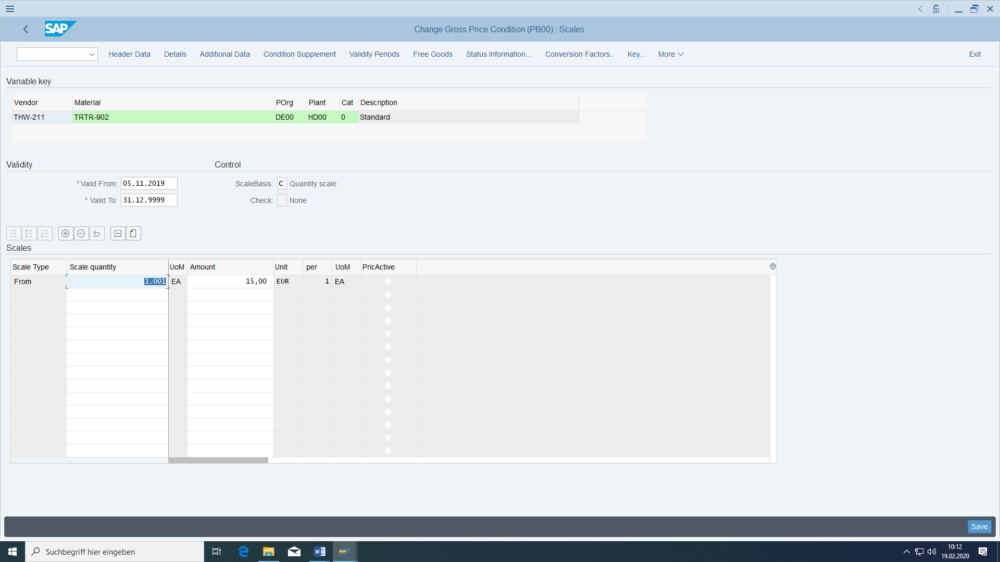 SAP
Change Gross Price Condition (PB00) : Scales
Header Data Details Additional Data Condition Supplement Validity Periods Free Goods Status Information... Conversion Factors.. Key... More Exit
Variable key
Vendor Material POrg Plant Cat Description
THW-211 TRTR-902 DE00 HD00 0 Standard
Validity Control
* Valid From: 05.11.2019 ScaleBasis: C Quantity scale
* Valid To: 31.12.9999 Check: None
Scales
Scale Type Scale quantity UoM Amount Unit per UoM PricActive
From 1.001 EA 15,00 EUR 1 EA
Save
Suchbegriff hier eingeben
10:12
19.02.2020